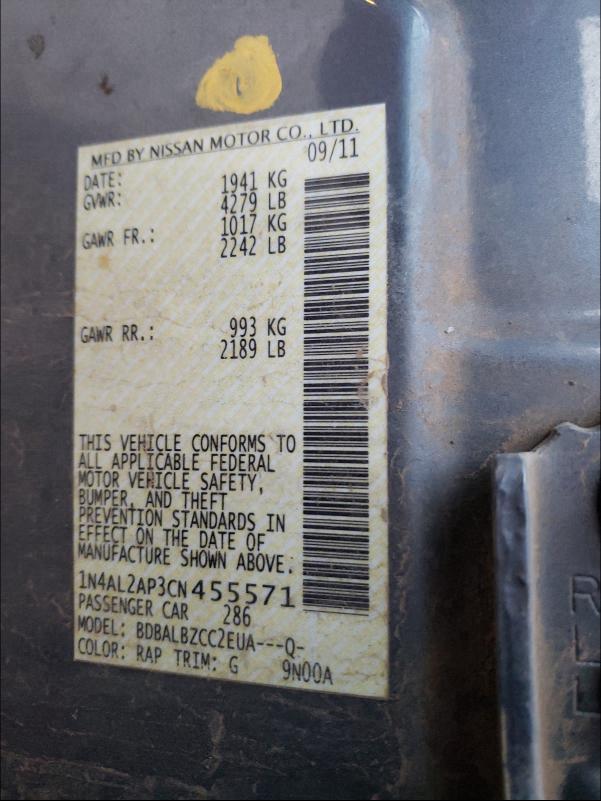 MFD BY NISSAN MOTOR CO., LTD.
DATE: 09/11
GVWR: 1941 KG
4279 LB
GAWR FR.: 1017 KG
2242 LB
GAWR RR.: 993 KG
2189 LB
THIS VEHICLE CONFORMS TO
ALL APPLICABLE FEDERAL
MOTOR VEHICLE SAFETY,
BUMPER, AND THEFT
PREVENTION STANDARDS IN
EFFECT ON THE DATE OF
MANUFACTURE SHOWN ABOVE.
1N4AL2AP3CN455571
PASSENGER CAR 286
MODEL: BDBALBZCC2EUA---Q-
COLOR: RAP TRIM: G 9N00A